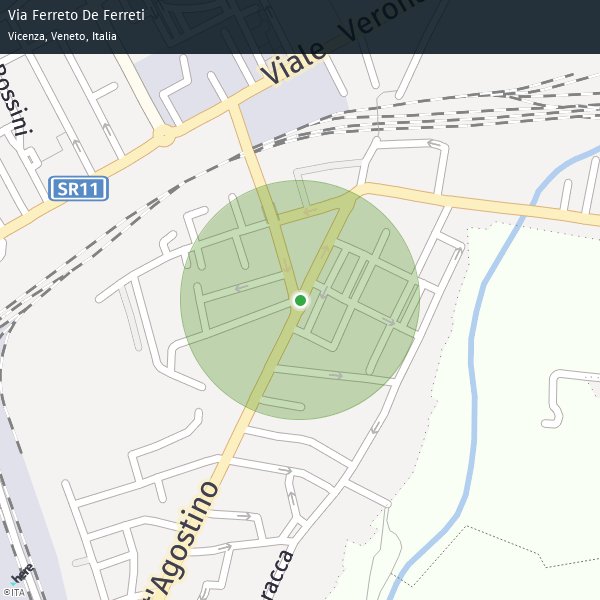 Via Ferreto De Ferreti
Vicenza, Veneto, Italia
Viale Verona
Rossini
SR11
t'Agostino
racca
here
©ITA